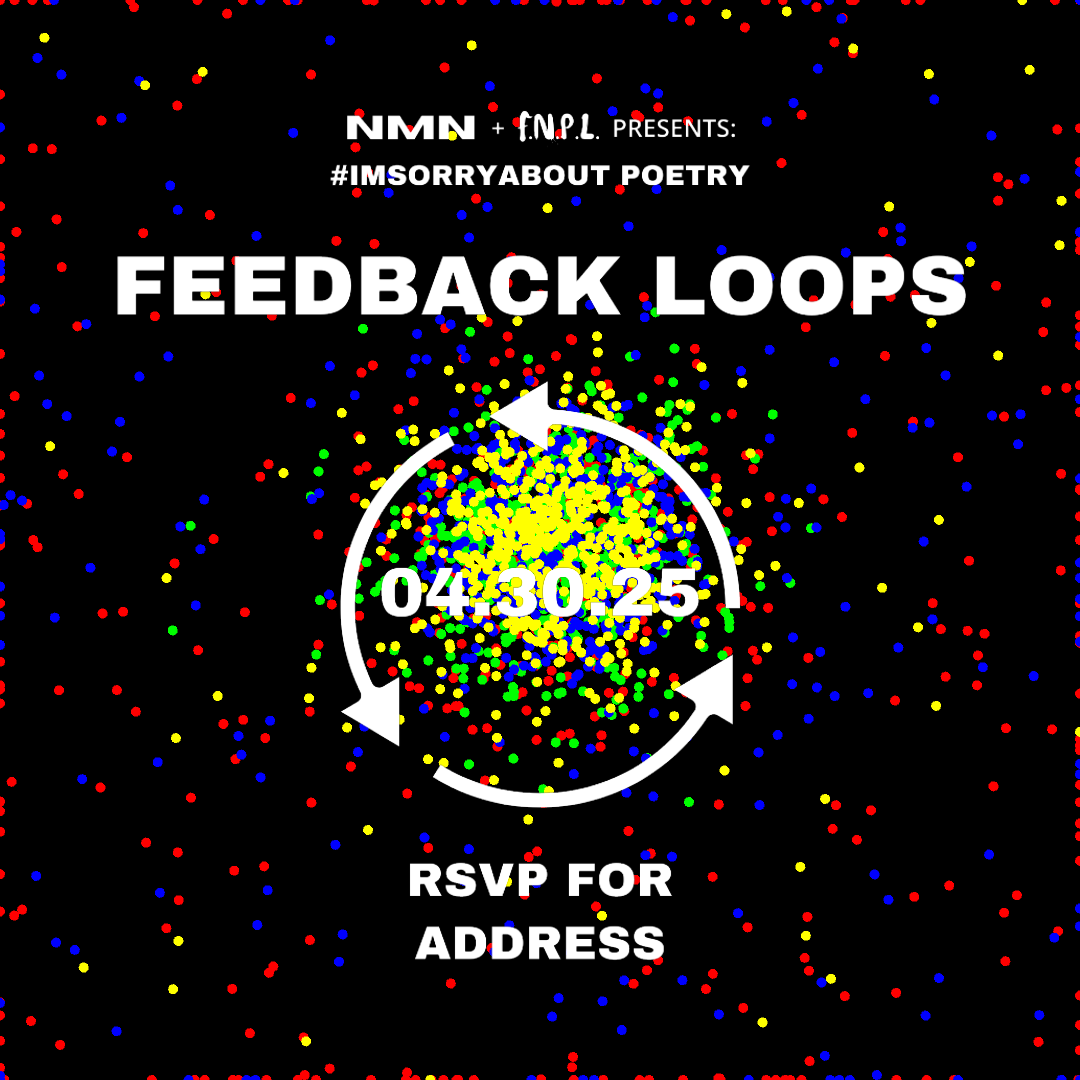 NMN + F.N.P.L. PRESENTS:
#IMSORRYABOUT POETRY
FEEDBACK LOOPS
04.30.25
RSVP FOR
ADDRESS